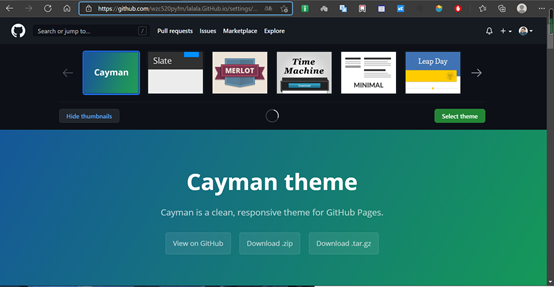 https://github.com/wzc520pyfm/lalala.GitHub.io/settings/...
Search or jump to...
/
Pull requests Issues Marketplace Explore
Cayman
Slate
MERLOT
Time
Machine
MINIMAL
Leap Day
Hide thumbnails
Select theme
Cayman theme
Cayman is a clean, responsive theme for GitHub Pages.
View on GitHub Download .zip Download .tar.gz